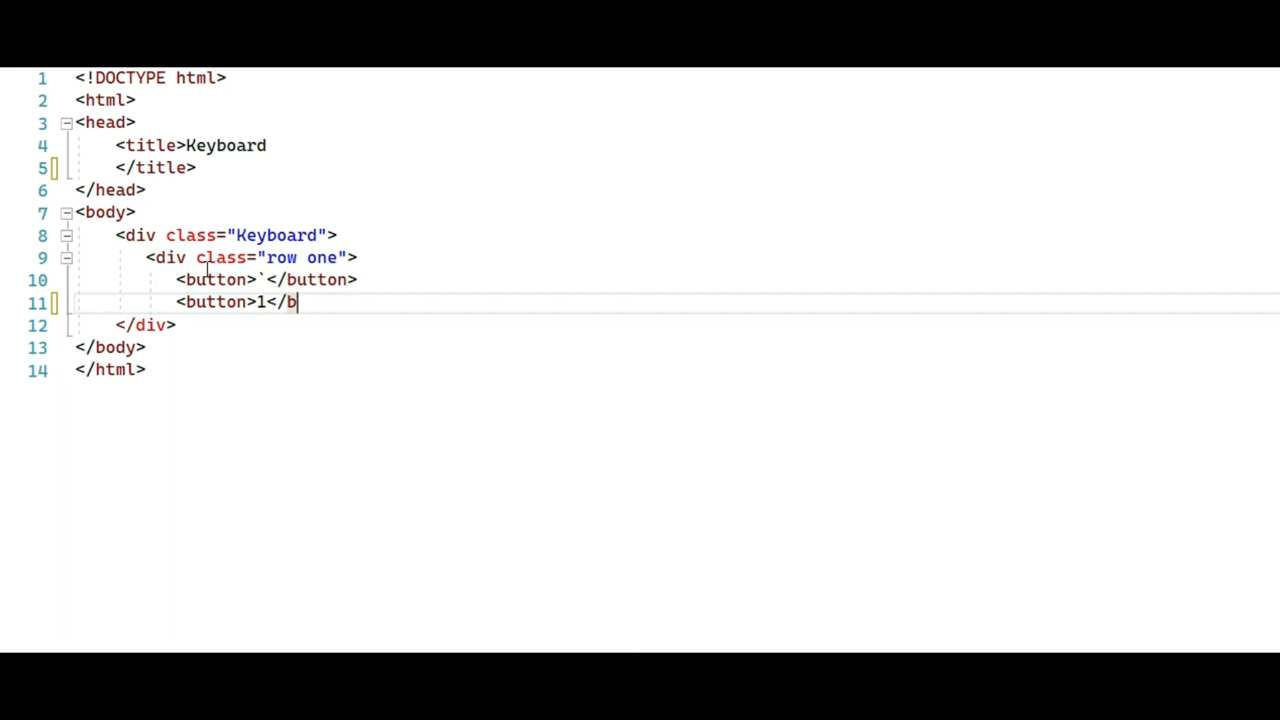 1 <!DOCTYPE html>
2 <html>
3 <head>
4 <title>Keyboard
5 </title>
6 </head>
7 <body>
8 <div class="Keyboard">
9 <div class="row one">
10 <button>`</button>
11 <button>1</b
12 </div>
13 </body>
14 </html>